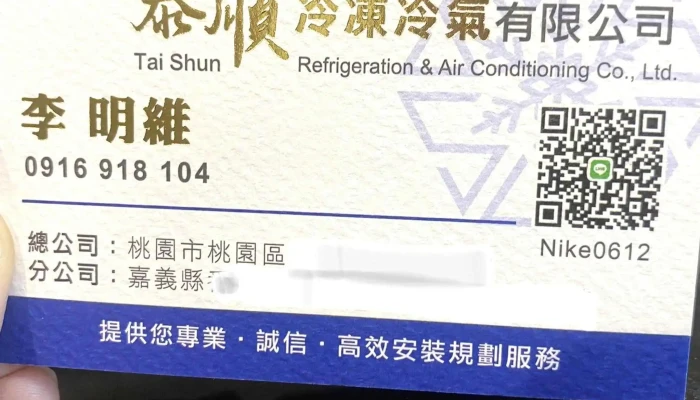 泰順 冷凍冷氣有限公司
Tai Shun Refrigeration & Air Conditioning Co., Ltd.
李明維
0916 918 104
Nike0612
總公司：桃園市桃園區
分公司：嘉義縣
提供您專業・誠信・高效安裝規劃服務